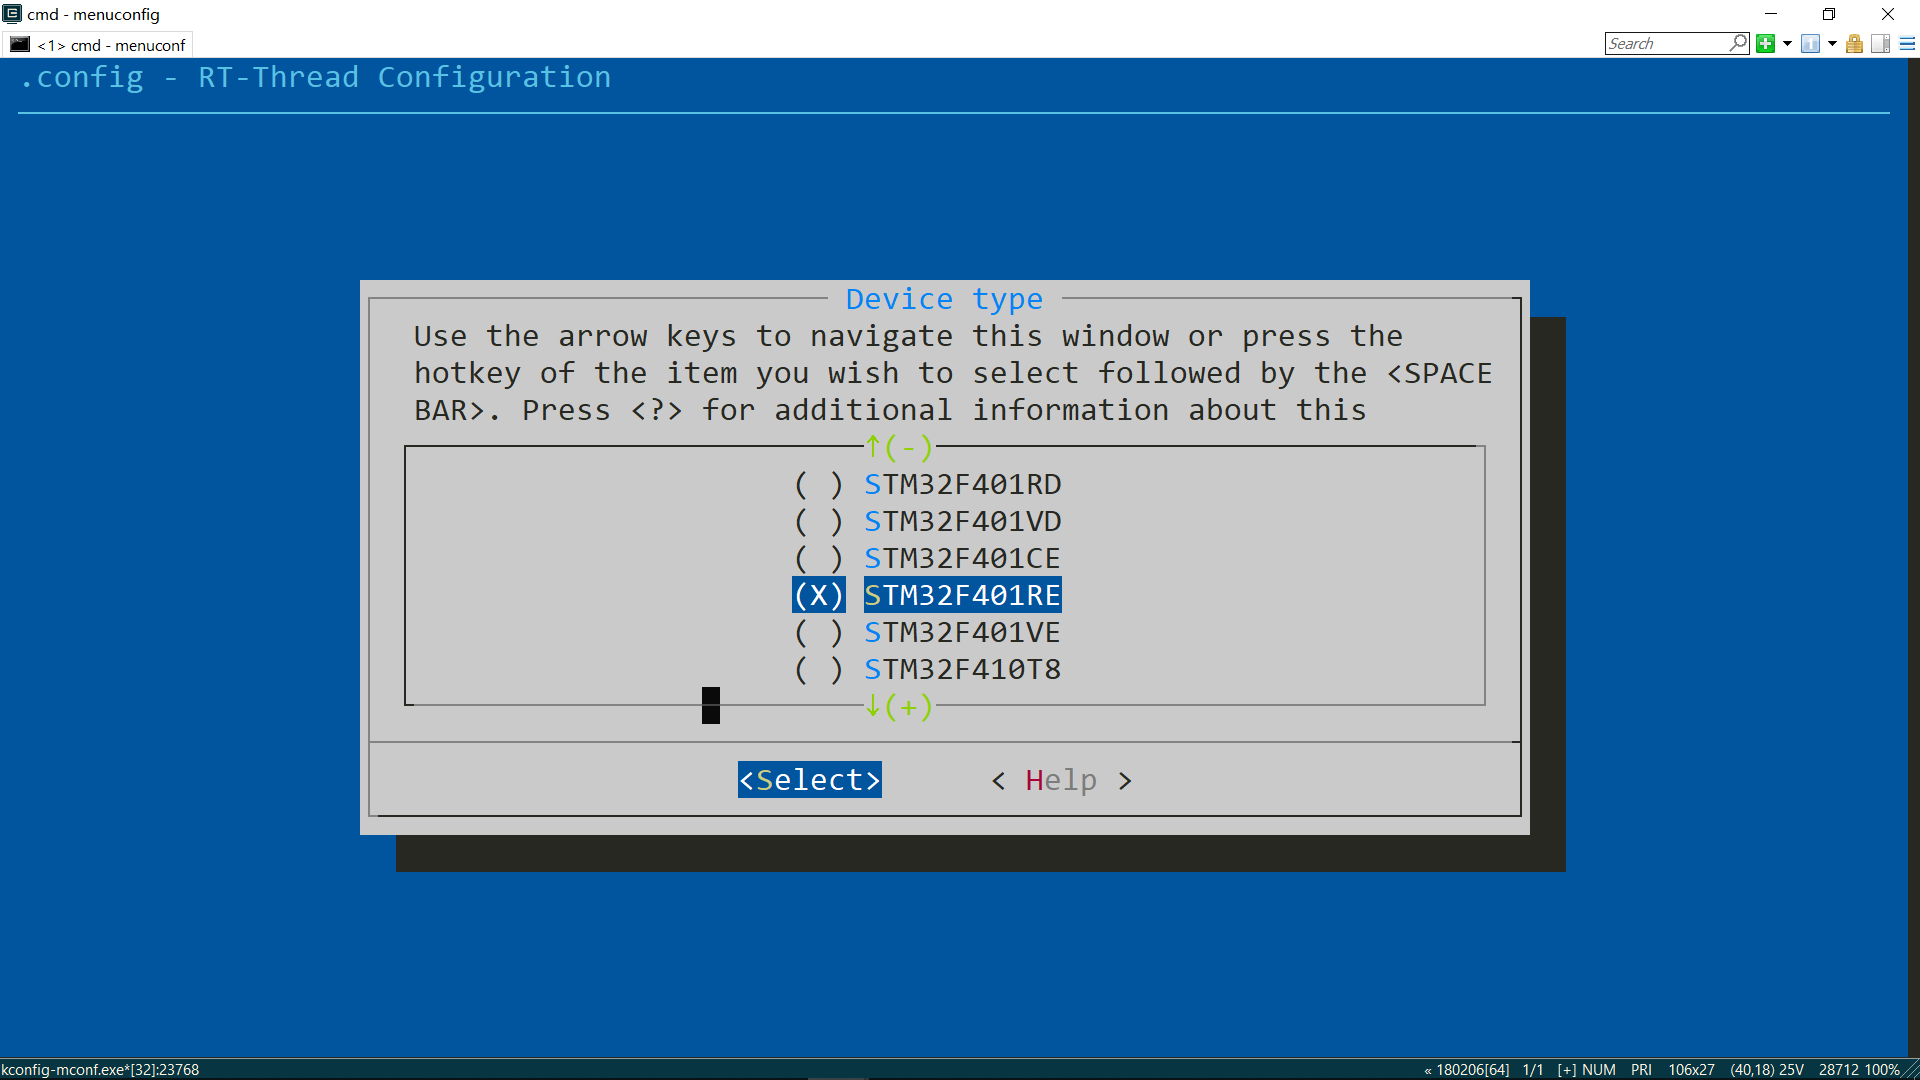 cmd - menuconfig
<1> cmd - menuconf
Search
.config - RT-Thread Configuration
Device type
Use the arrow keys to navigate this window or press the
hotkey of the item you wish to select followed by the <SPACE
BAR>. Press <?> for additional information about this
↑(-)
( ) STM32F401RD
( ) STM32F401VD
( ) STM32F401CE
(X) STM32F401RE
( ) STM32F401VE
( ) STM32F410T8
↓(+)
<Select> < Help >
kconfig-mconf.exe*[32]:23768 « 180206[64] 1/1 [+] NUM PRI 106x27 (40,18) 25V 28712 100%